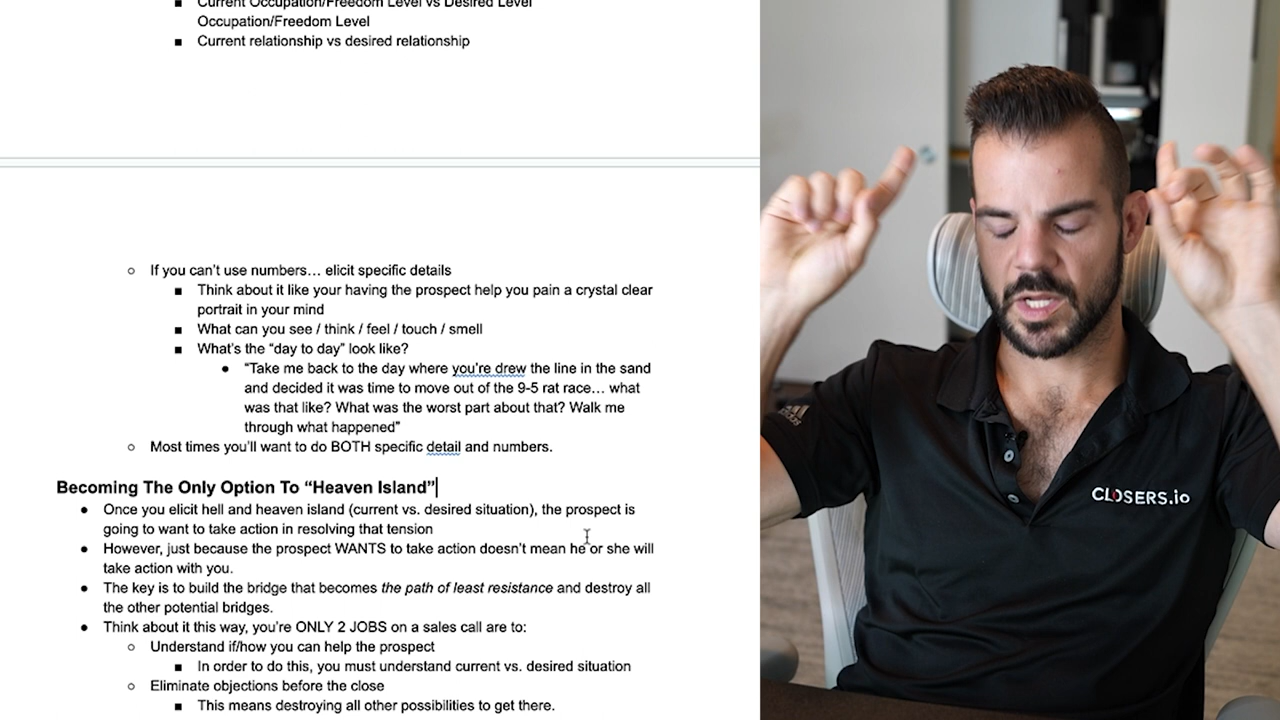 Current Occupation/Freedom Level vs Desired Level
Occupation/Freedom Level
Current relationship vs desired relationship
If you can't use numbers… elicit specific details
Think about it like your having the prospect help you pain a crystal clear
portrait in your mind
What can you see / think / feel / touch / smell
What's the “day to day” look like?
“Take me back to the day where you're drew the line in the sand
and decided it was time to move out of the 9-5 rat race… what
was that like? What was the worst part about that? Walk me
through what happened”
Most times you'll want to do BOTH specific detail and numbers.
Becoming The Only Option To “Heaven Island”
Once you elicit hell and heaven island (current vs. desired situation), the prospect is
going to want to take action in resolving that tension
However, just because the prospect WANTS to take action doesn't mean he or she will
take action with you.
The key is to build the bridge that becomes the path of least resistance and destroy all
the other potential bridges.
Think about it this way, you're ONLY 2 JOBS on a sales call are to:
Understand if/how you can help the prospect
In order to do this, you must understand current vs. desired situation
Eliminate objections before the close
This means destroying all other possibilities to get there.
adidas
CLOSERS.io